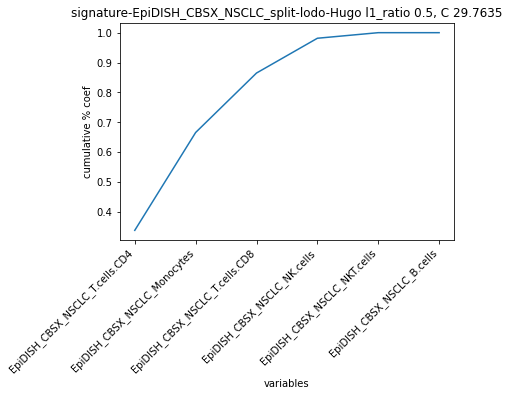 signature-EpiDISH_CBSX_NSCLC_split-lodo-Hugo l1_ratio 0.5, C 29.7635
cumulative % coef
1.0
0.9
0.8
0.7
0.6
0.5
0.4
EpiDISH_CBSX_NSCLC_T.cells.CD4
EpiDISH_CBSX_NSCLC_Monocytes
EpiDISH_CBSX_NSCLC_T.cells.CD8
EpiDISH_CBSX_NSCLC_NK.cells
EpiDISH_CBSX_NSCLC_NKT.cells
EpiDISH_CBSX_NSCLC_B.cells
variables